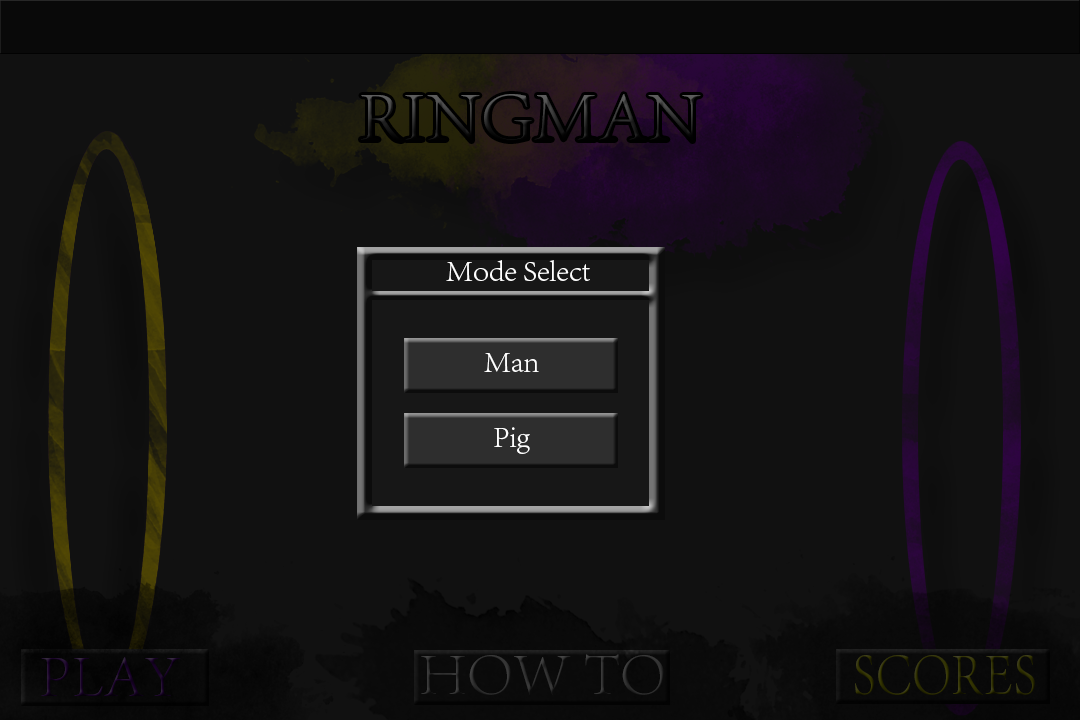 RINGMAN
Mode Select
Man
Pig
PLAY
HOW TO
SCORES